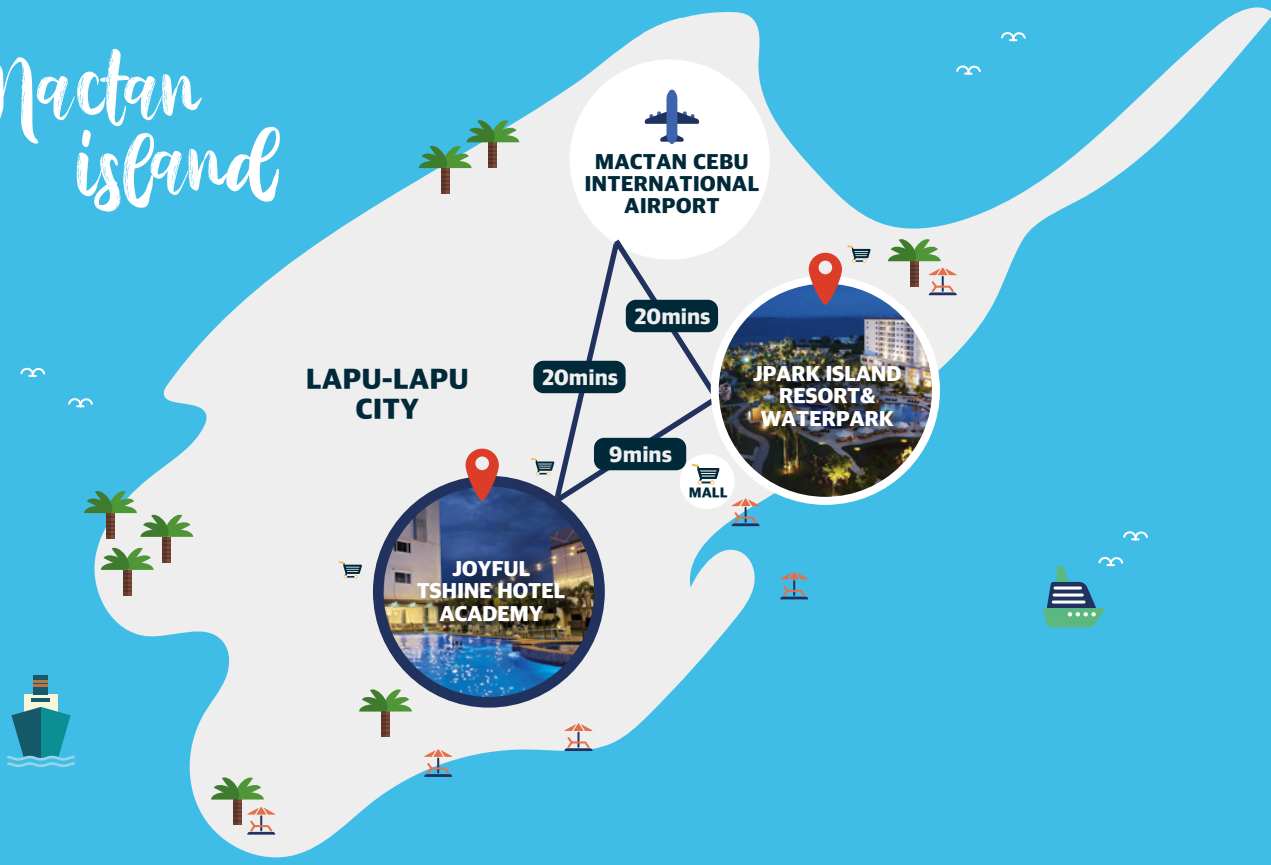 Mactan
island
MACTAN CEBU
INTERNATIONAL
AIRPORT
20mins
JPARK ISLAND
RESORT&
WATERPARK
LAPU-LAPU
CITY
20mins
9mins
MALL
JOYFUL
TSHINE HOTEL
ACADEMY